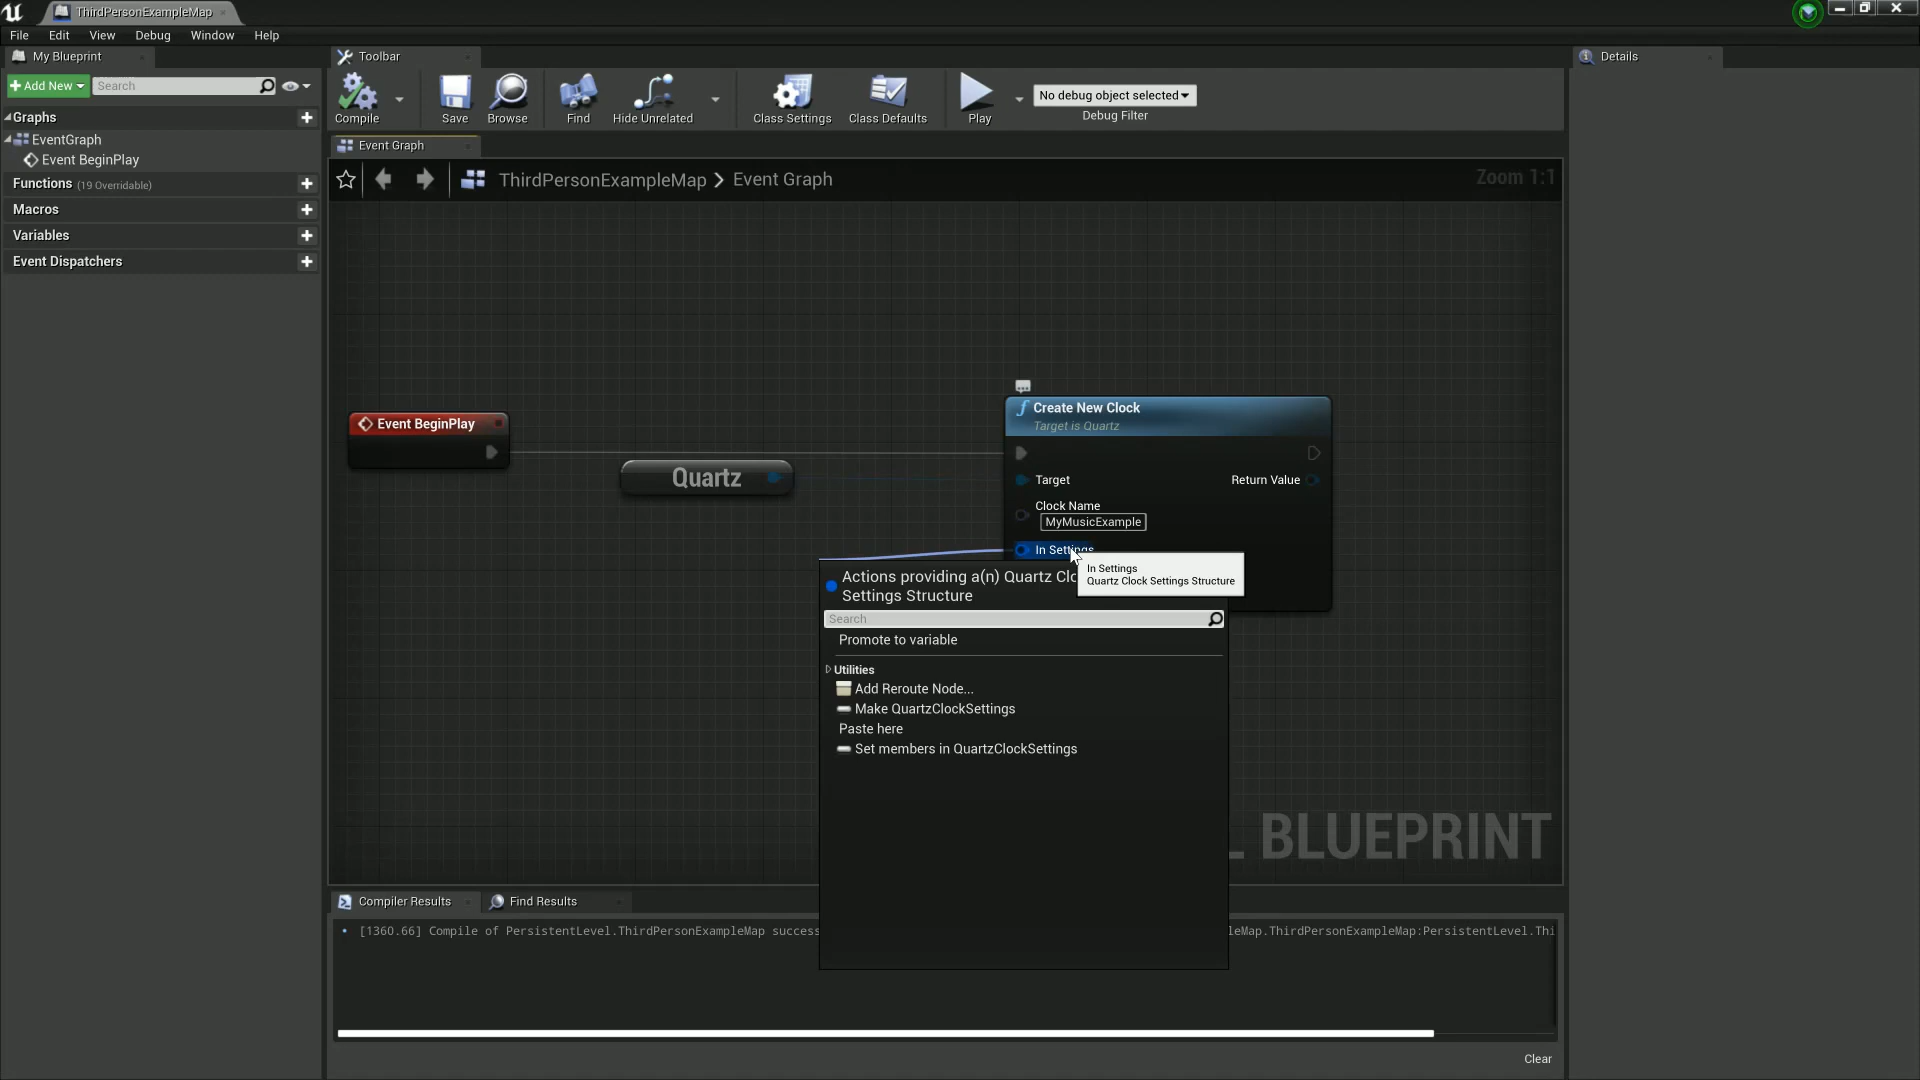 ThirdPersonExampleMap
File Edit View Debug Window Help
My Blueprint
Add New
Search
Graphs
EventGraph
Event BeginPlay
Functions (19 Overridable)
Macros
Variables
Event Dispatchers
Toolbar
Compile
Save
Browse
Find
Hide Unrelated
Class Settings
Class Defaults
Play
No debug object selected
Debug Filter
Details
Event Graph
ThirdPersonExampleMap > Event Graph
Zoom 1:1
Event BeginPlay
Quartz
Create New Clock
Target is Quartz
Target
Return Value
Clock Name
MyMusicExample
In Settings
In Settings
Quartz Clock Settings Structure
Actions providing a(n) Quartz Clo
Settings Structure
Search
Promote to variable
Utilities
Add Reroute Node...
Make QuartzClockSettings
Paste here
Set members in QuartzClockSettings
BLUEPRINT
Compiler Results
Find Results
[1360.66] Compile of PersistentLevel.ThirdPersonExampleMap success
leMap.ThirdPersonExampleMap:PersistentLevel.Thi
Clear